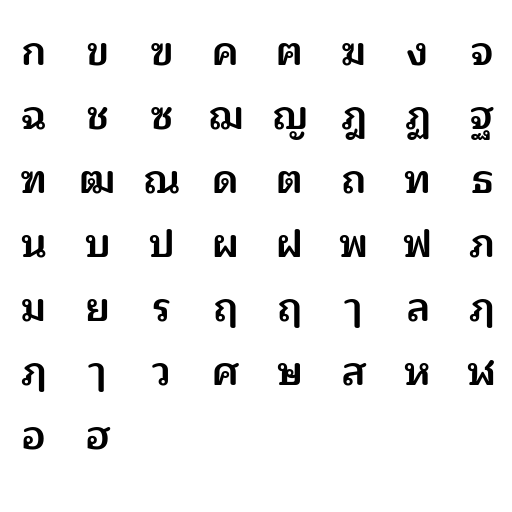 ก ข ฃ ค ฅ ฆ ง จ
ฉ ช ซ ฌ ญ ฎ ฏ ฐ
ฑ ฒ ณ ด ต ถ ท ธ
น บ ป ผ ฝ พ ฟ ภ
ม ย ร ฤ ฤ ๅ ล ฦ
ฦ ๅ ว ศ ษ ส ห ฬ
อ ฮ